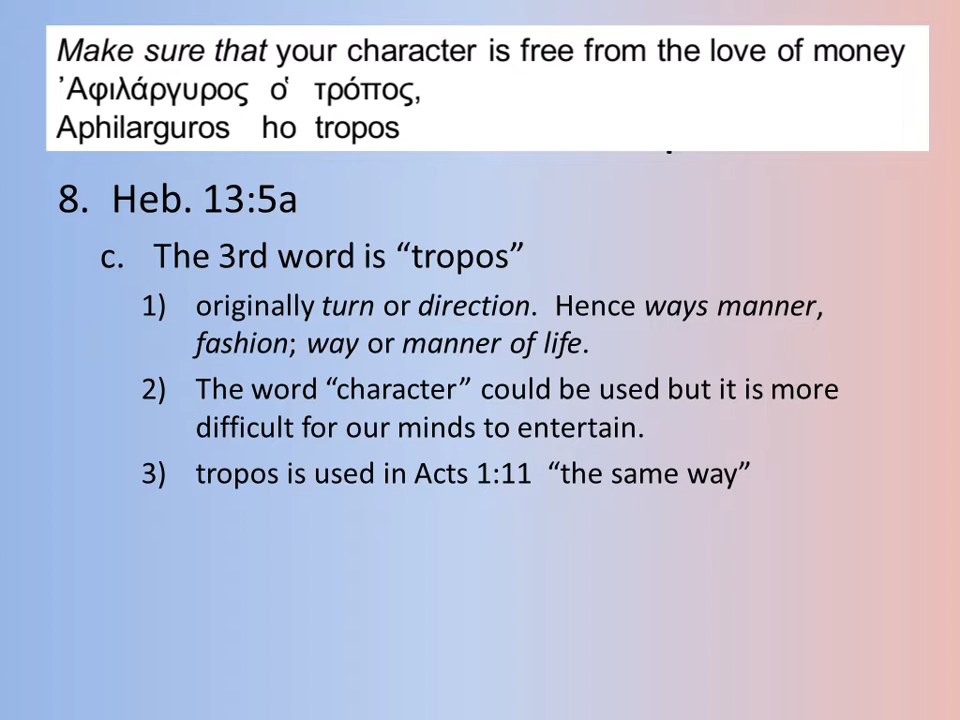 Make sure that your character is free from the love of money
᾿Αφιλάργυρος ὁ τρόπος,
Aphilarguros ho tropos
8. Heb. 13:5a
c. The 3rd word is “tropos”
1) originally turn or direction. Hence ways manner,
fashion; way or manner of life.
2) The word “character” could be used but it is more
difficult for our minds to entertain.
3) tropos is used in Acts 1:11 “the same way”